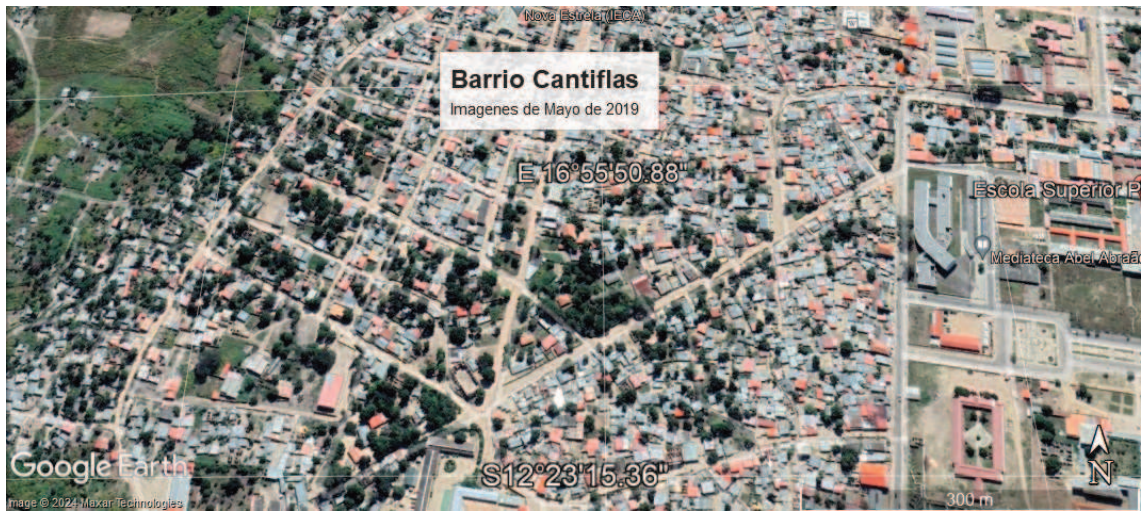 Nova Estrela (IECA)
Barrio Cantiflas
Imagenes de Mayo de 2019
E 16°55'50.88"
Escola Superior P
Mediateca Abel Abraão
Google Earth
S12°23'15.36"
N
Image © 2024 Maxar Technologies
300 m